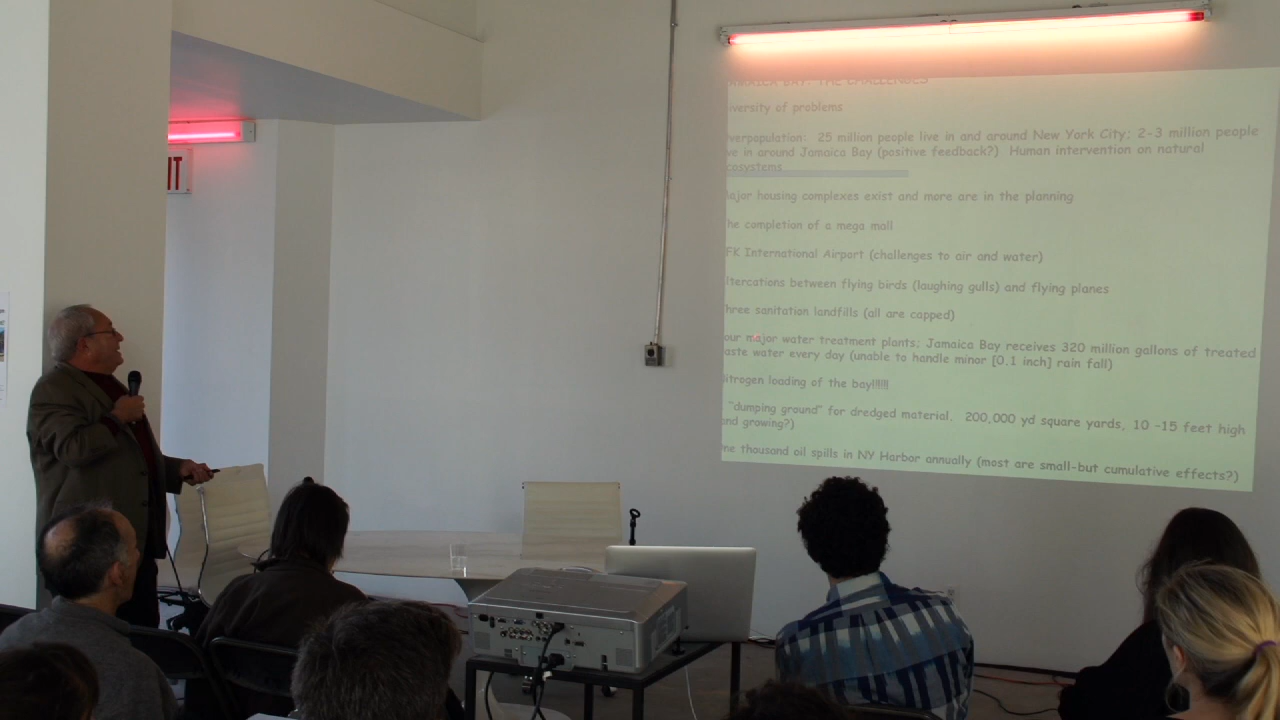 IT
JAMAICA BAY: THE CHALLENGES
iversity of problems
verpopulation: 25 million people live in and around New York City; 2-3 million people
ve in around Jamaica Bay (positive feedback?) Human intervention on natural
cosystems
ajor housing complexes exist and more are in the planning
he completion of a mega mall
FK International Airport (challenges to air and water)
ltercations between flying birds (laughing gulls) and flying planes
hree sanitation landfills (all are capped)
our major water treatment plants: Jamaica Bay receives 320 million gallons of treated
aste water every day (unable to handle minor [0.1 inch] rain fall)
itrogen loading of the bay!!!!!!
"dumping ground" for dredged material. 200,000 yd square yards, 10 -15 feet high
nd growing?)
ne thousand oil spills in NY Harbor annually (most are small-but cumulative effects?)